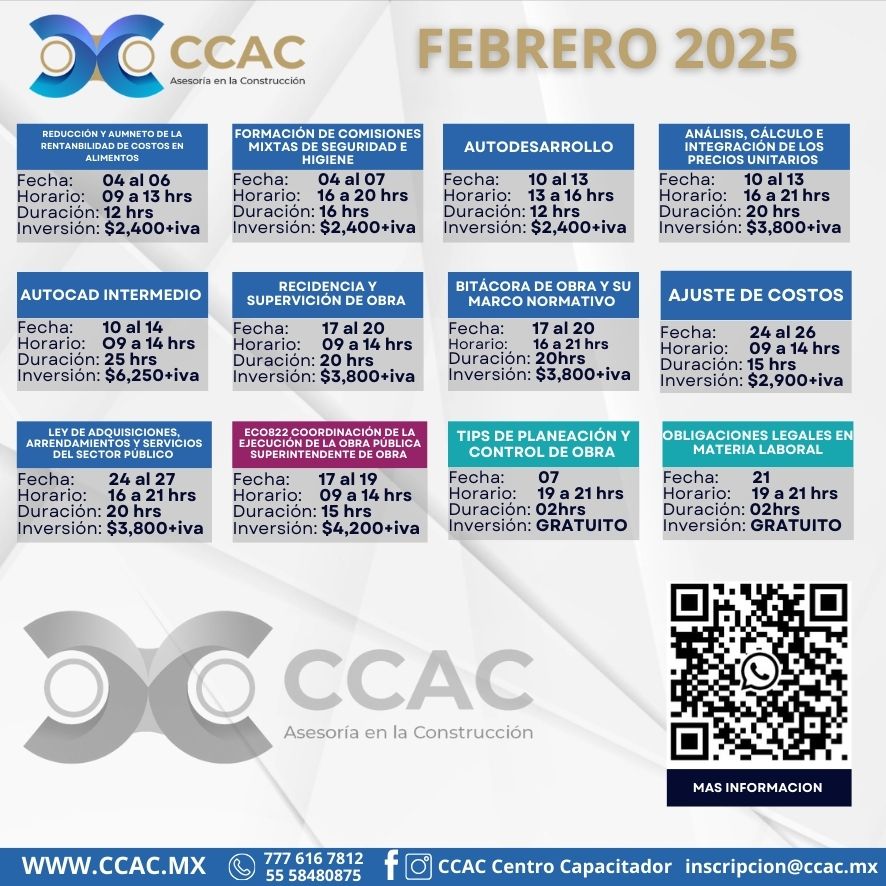 CCAC
Asesoría en la Construcción
FEBRERO 2025
REDUCCIÓN Y AUMNETO DE LA
RENTANBILIDAD DE COSTOS EN
ALIMENTOS
Fecha: 04 al 06
Horario: 09 a 13 hrs
Duración: 12 hrs
Inversión: $2,400+iva
FORMACIÓN DE COMISIONES
MIXTAS DE SEGURIDAD E
HIGIENE
Fecha: 04 al 07
Horario: 16 a 20 hrs
Duración: 16 hrs
Inversión: $2,400+iva
AUTODESARROLLO
Fecha: 10 al 13
Horario: 13 a 16 hrs
Duración: 12 hrs
Inversión: $2,400+iva
ANÁLISIS, CÁLCULO E
INTEGRACIÓN DE LOS
PRECIOS UNITARIOS
Fecha: 10 al 13
Horario: 16 a 21 hrs
Duración: 20 hrs
Inversión: $3,800+iva
AUTOCAD INTERMEDIO
Fecha: 10 al 14
Horario: O9 a 14 hrs
Duración: 25 hrs
Inversión: $6,250+iva
RECIDENCIA Y
SUPERVICIÓN DE OBRA
Fecha: 17 al 20
Horario: 09 a 14 hrs
Duración: 20 hrs
Inversión: $3,800+iva
BITÁCORA DE OBRA Y SU
MARCO NORMATIVO
Fecha: 17 al 20
Horario: 16 a 21 hrs
Duración: 20hrs
Inversión: $3,800+iva
AJUSTE DE COSTOS
Fecha: 24 al 26
Horario: 09 a 14 hrs
Duración: 15 hrs
Inversión: $2,900+iva
LEY DE ADQUISICIONES,
ARRENDAMIENTOS Y SERVICIOS
DEL SECTOR PÚBLICO
Fecha: 24 al 27
Horario: 16 a 21 hrs
Duración: 20 hrs
Inversión: $3,800+iva
ECO822 COORDINACIÓN DE LA
EJECUCIÓN DE LA OBRA PÚBLICA
SUPERINTENDENTE DE OBRA
Fecha: 17 al 19
Horario: 09 a 14 hrs
Duración: 15 hrs
Inversión: $4,200+iva
TIPS DE PLANEACIÓN Y
CONTROL DE OBRA
Fecha: 07
Horario: 19 a 21 hrs
Duración: 02hrs
Inversión: GRATUITO
OBLIGACIONES LEGALES EN
MATERIA LABORAL
Fecha: 21
Horario: 19 a 21 hrs
Duración: 02hrs
Inversión: GRATUITO
CCAC
Asesoría en la Construcción
MAS INFORMACION
WWW.CCAC.MX
777 616 7812
55 58480875
CCAC Centro Capacitador
inscripcion@ccac.mx